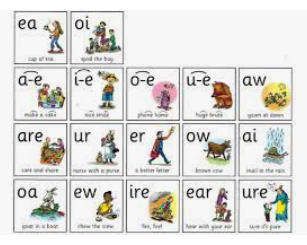 ea oi
cup of tea spoil the boy
a-e i-e o-e u-e aw
make a cake nice smile phone home huge brute yawn at dawn
are ur er ow ai
care and share nurse with a purse a better letter brown cow snail in the rain
oa ew ire ear ure
goat in a boat chew the stew fire, fire! hear with your ear sure it's pure